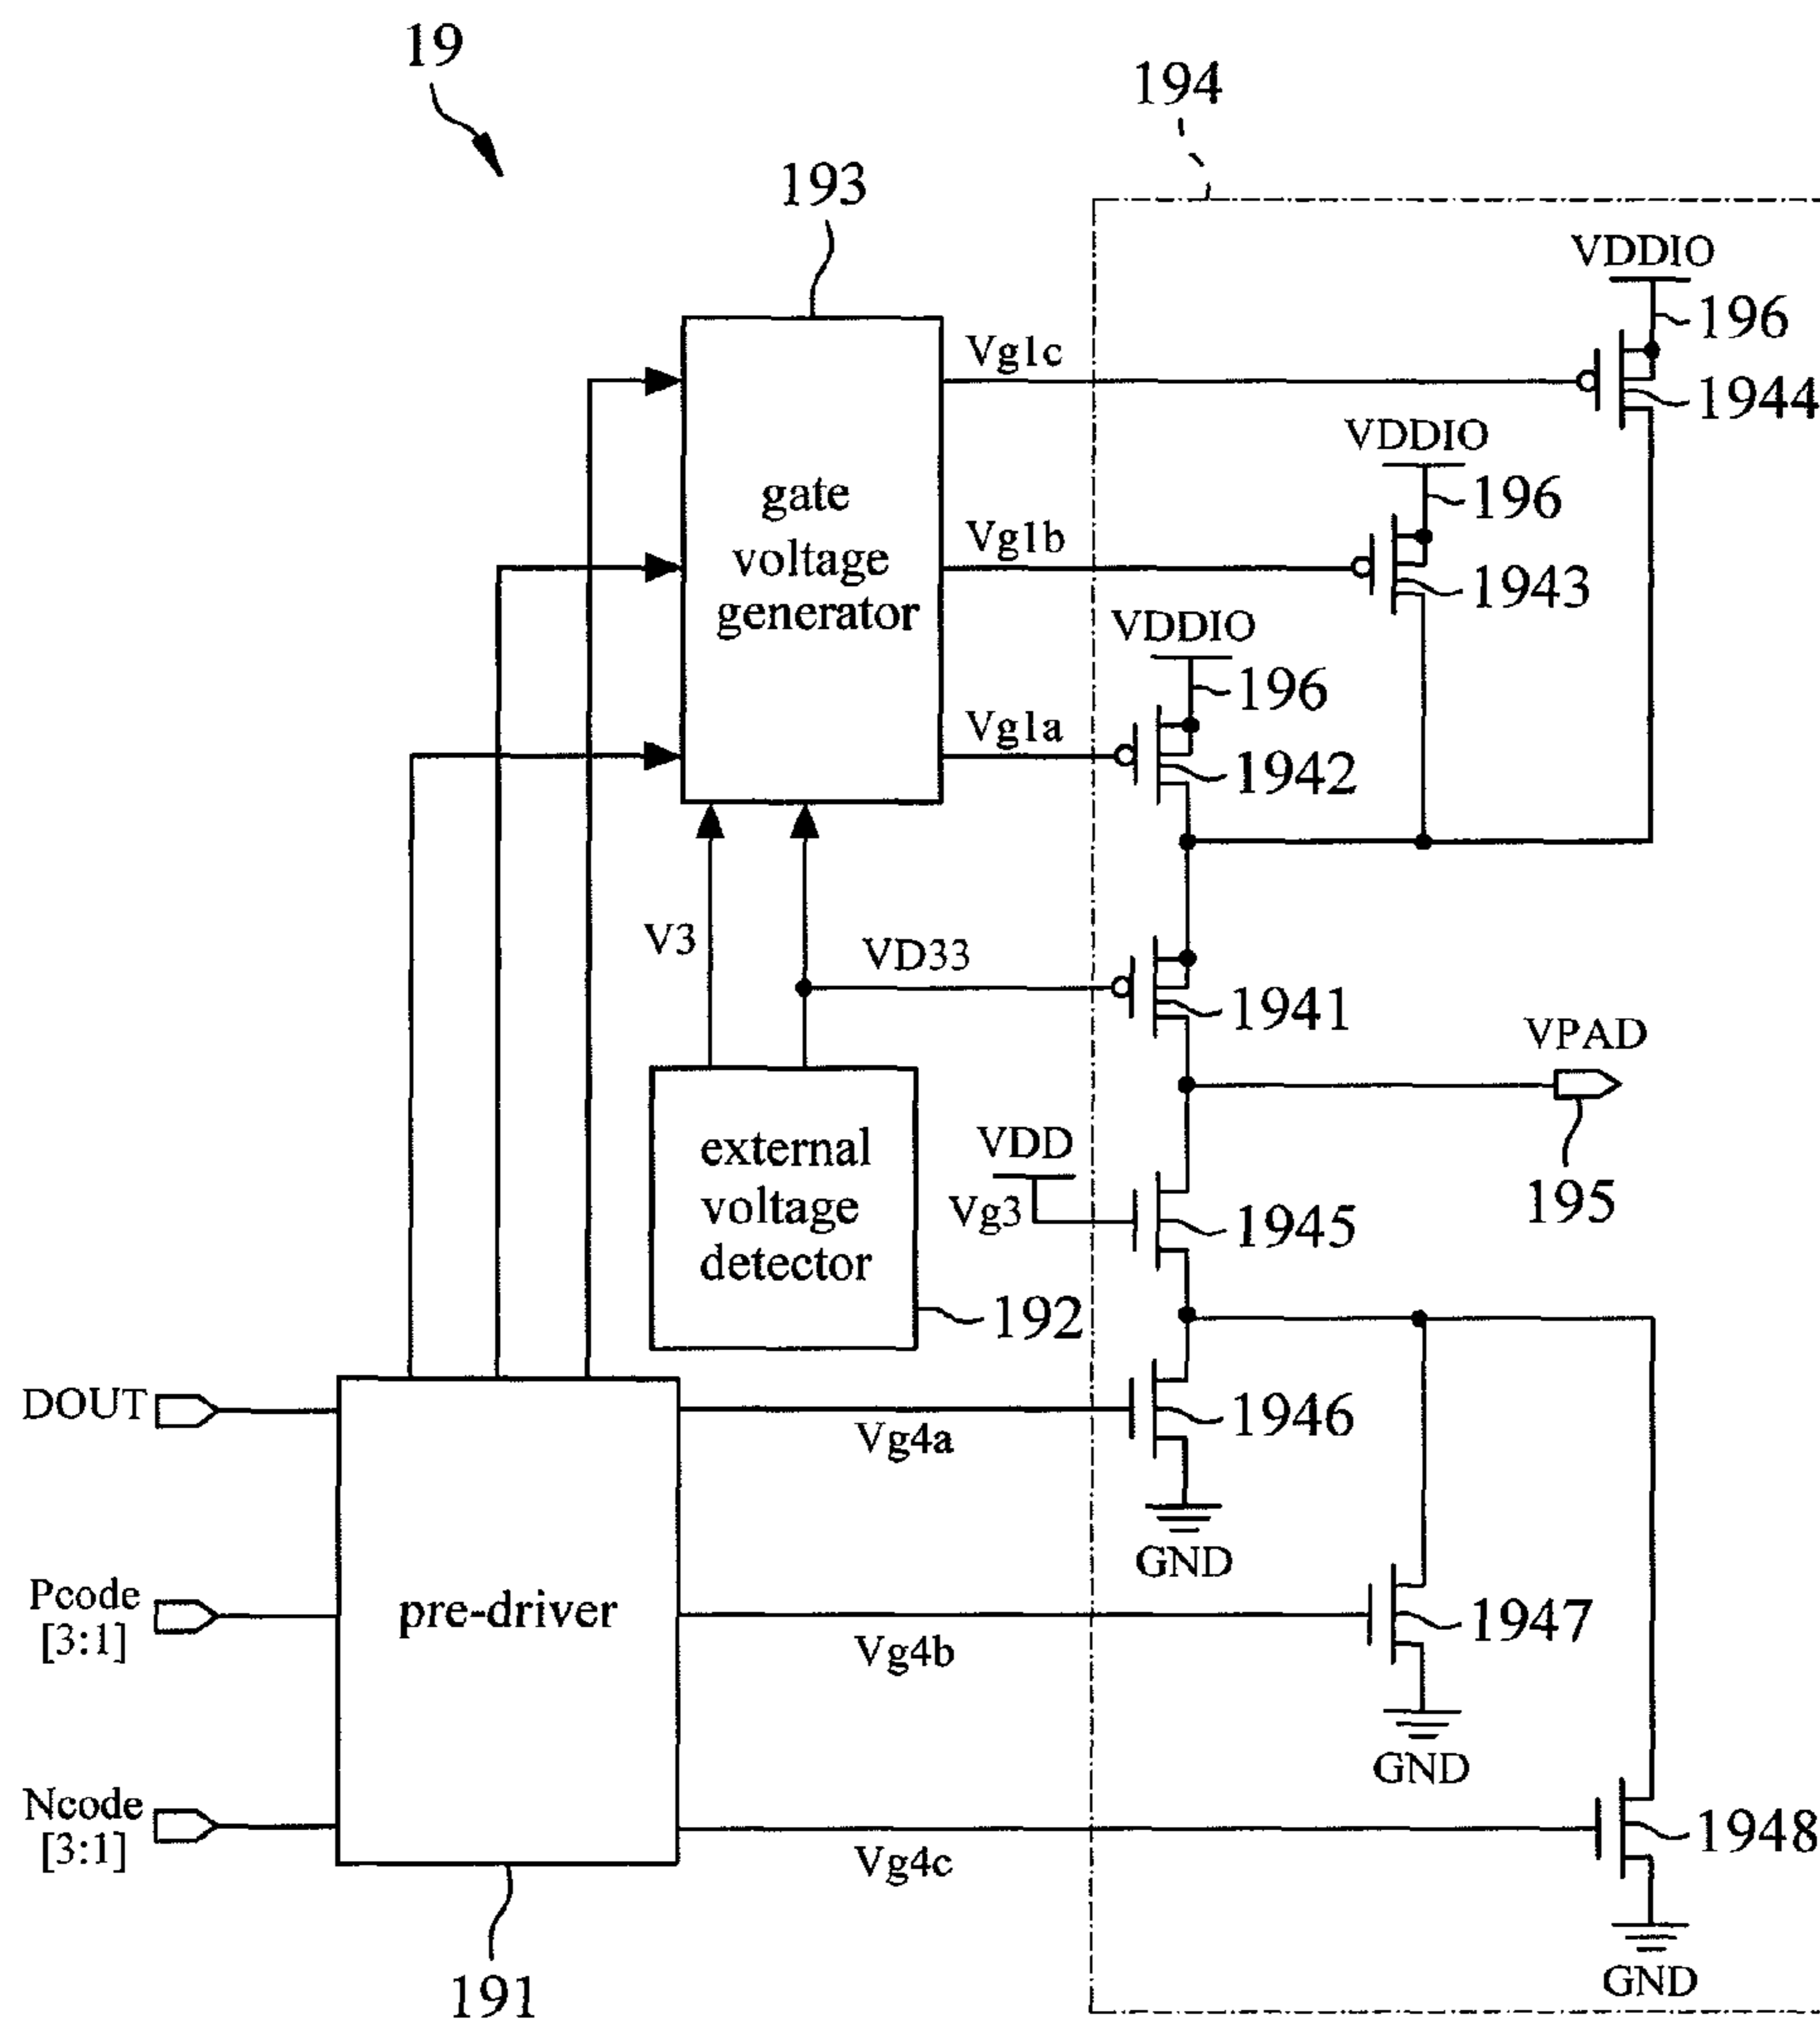 19
194
193
VDDIO
196
Vg1c
1944
VDDIO
196
gate
voltage
generator
Vg1b
1943
VDDIO
196
Vg1a
1942
V3
VD33
1941
VPAD
195
external
voltage
detector
192
VDD
Vg3
1945
DOUT
Vg4a
1946
GND
Pcode
[3:1]
pre-driver
Vg4b
1947
GND
Ncode
[3:1]
Vg4c
1948
GND
191